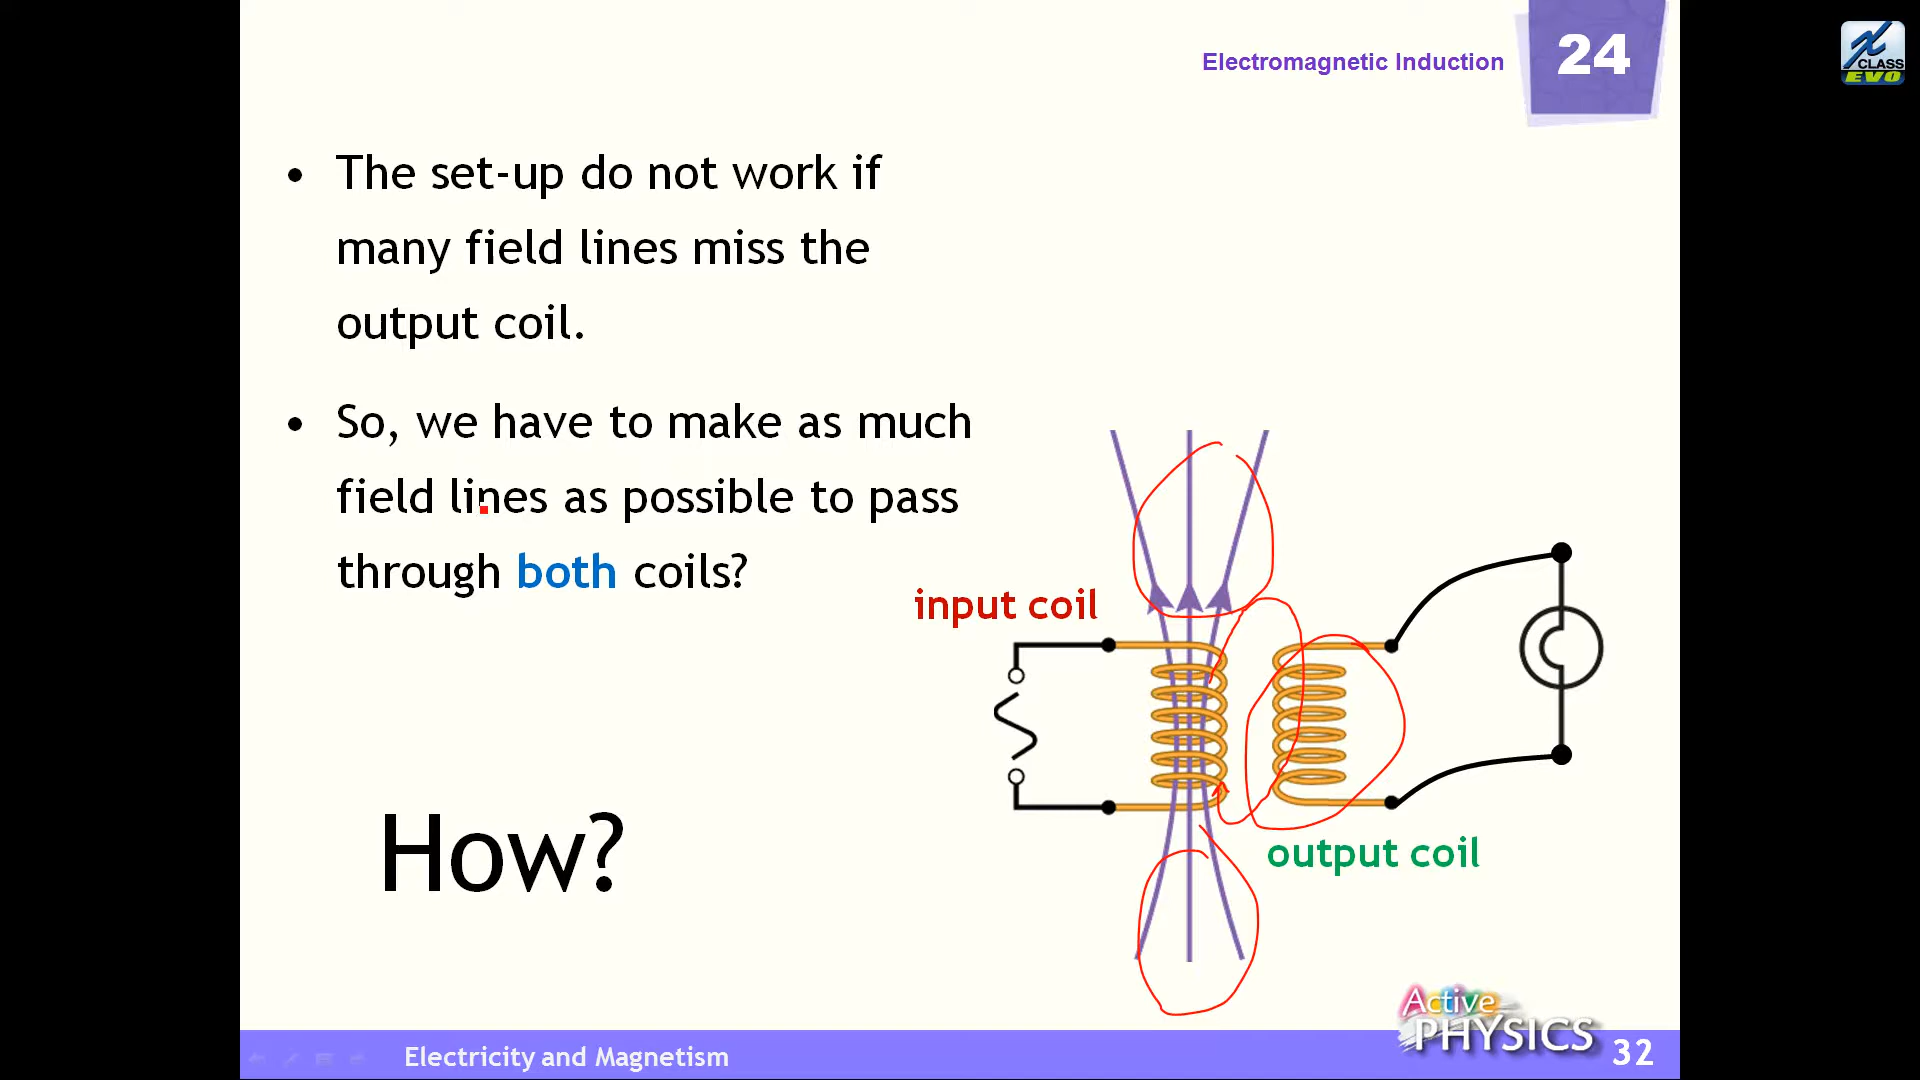 Electromagnetic Induction
24
CLASS
EVO
• The set-up do not work if
many field lines miss the
output coil.
• So, we have to make as much
field lines as possible to pass
through both coils?
input coil
output coil
How?
Active
PHYSICS
Electricity and Magnetism
32